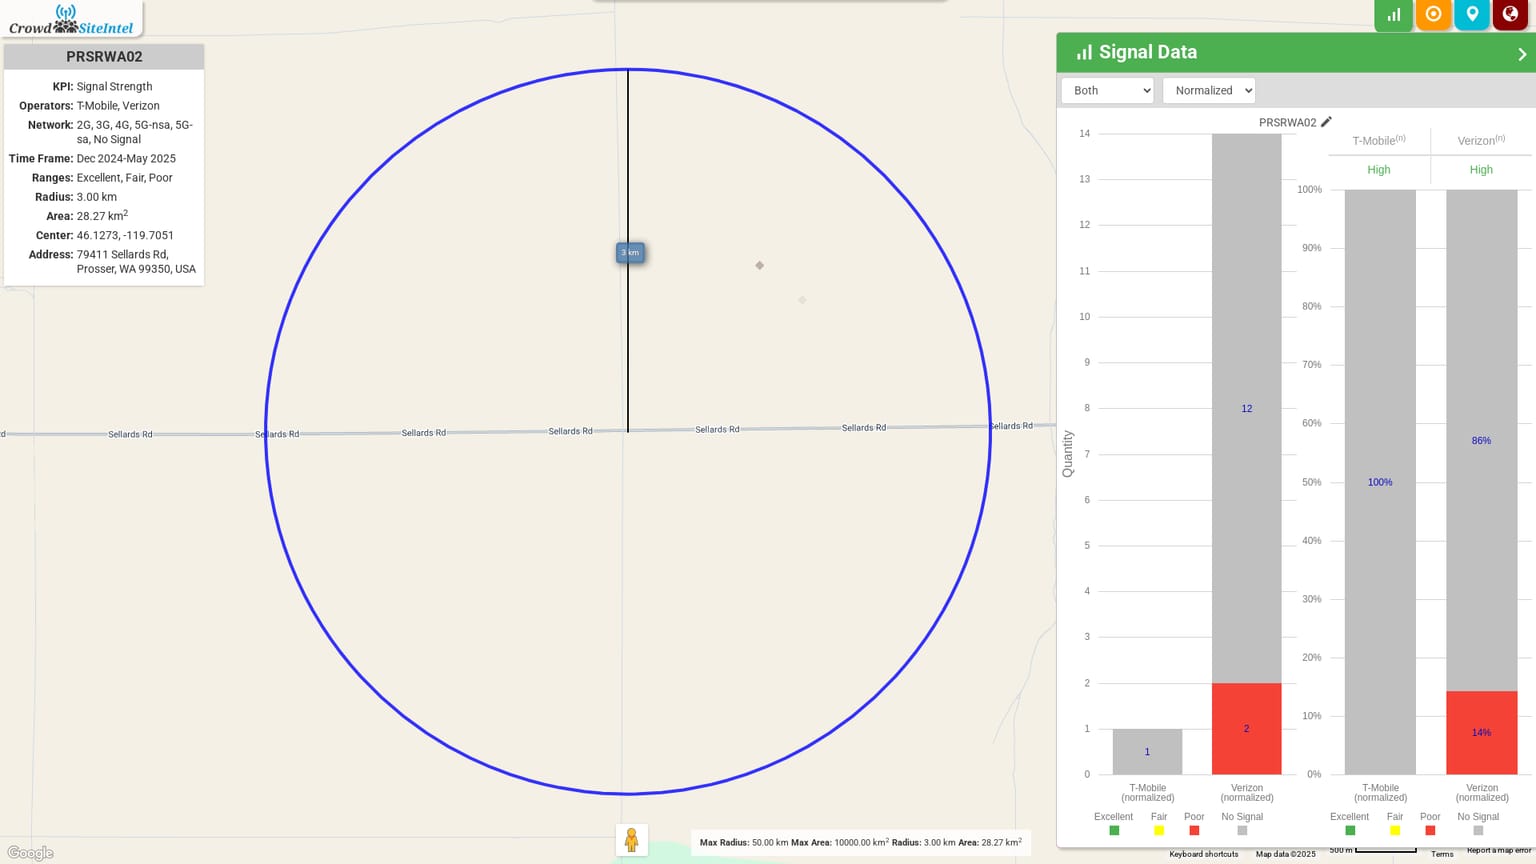 Crowd SiteIntel
PRSRWA02
KPI: Signal Strength
Operators: T-Mobile, Verizon
Network: 2G, 3G, 4G, 5G-nsa, 5G-
sa, No Signal
Time Frame: Dec 2024-May 2025
Ranges: Excellent, Fair, Poor
Radius: 3.00 km
Area: 28.27 km2
Center: 46.1273, -119.7051
Address: 79411 Sellards Rd,
Prosser, WA 99350, USA
3 km
d Sellards Rd Sellards Rd Sellards Rd Sellards Rd Sellards Rd Sellards Rd Sellards Rd
Google
Max Radius: 50.00 km Max Area: 10000.00 km2 Radius: 3.00 km Area: 28.27 km2
Signal Data
Both Normalized
PRSRWA02
T-Mobile(n) Verizon(n)
High High
Quantity
14
13
12
11
10
9
8
7
6
5
4
3
2
1
0
12
2
1
T-Mobile
(normalized)
Verizon
(normalized)
Excellent Fair Poor No Signal
100%
90%
80%
70%
60%
50%
40%
30%
20%
10%
0%
100%
86%
14%
T-Mobile
(normalized)
Verizon
(normalized)
Excellent Fair Poor No Signal
Keyboard shortcuts Map data ©2025 500 m Terms Report a map error